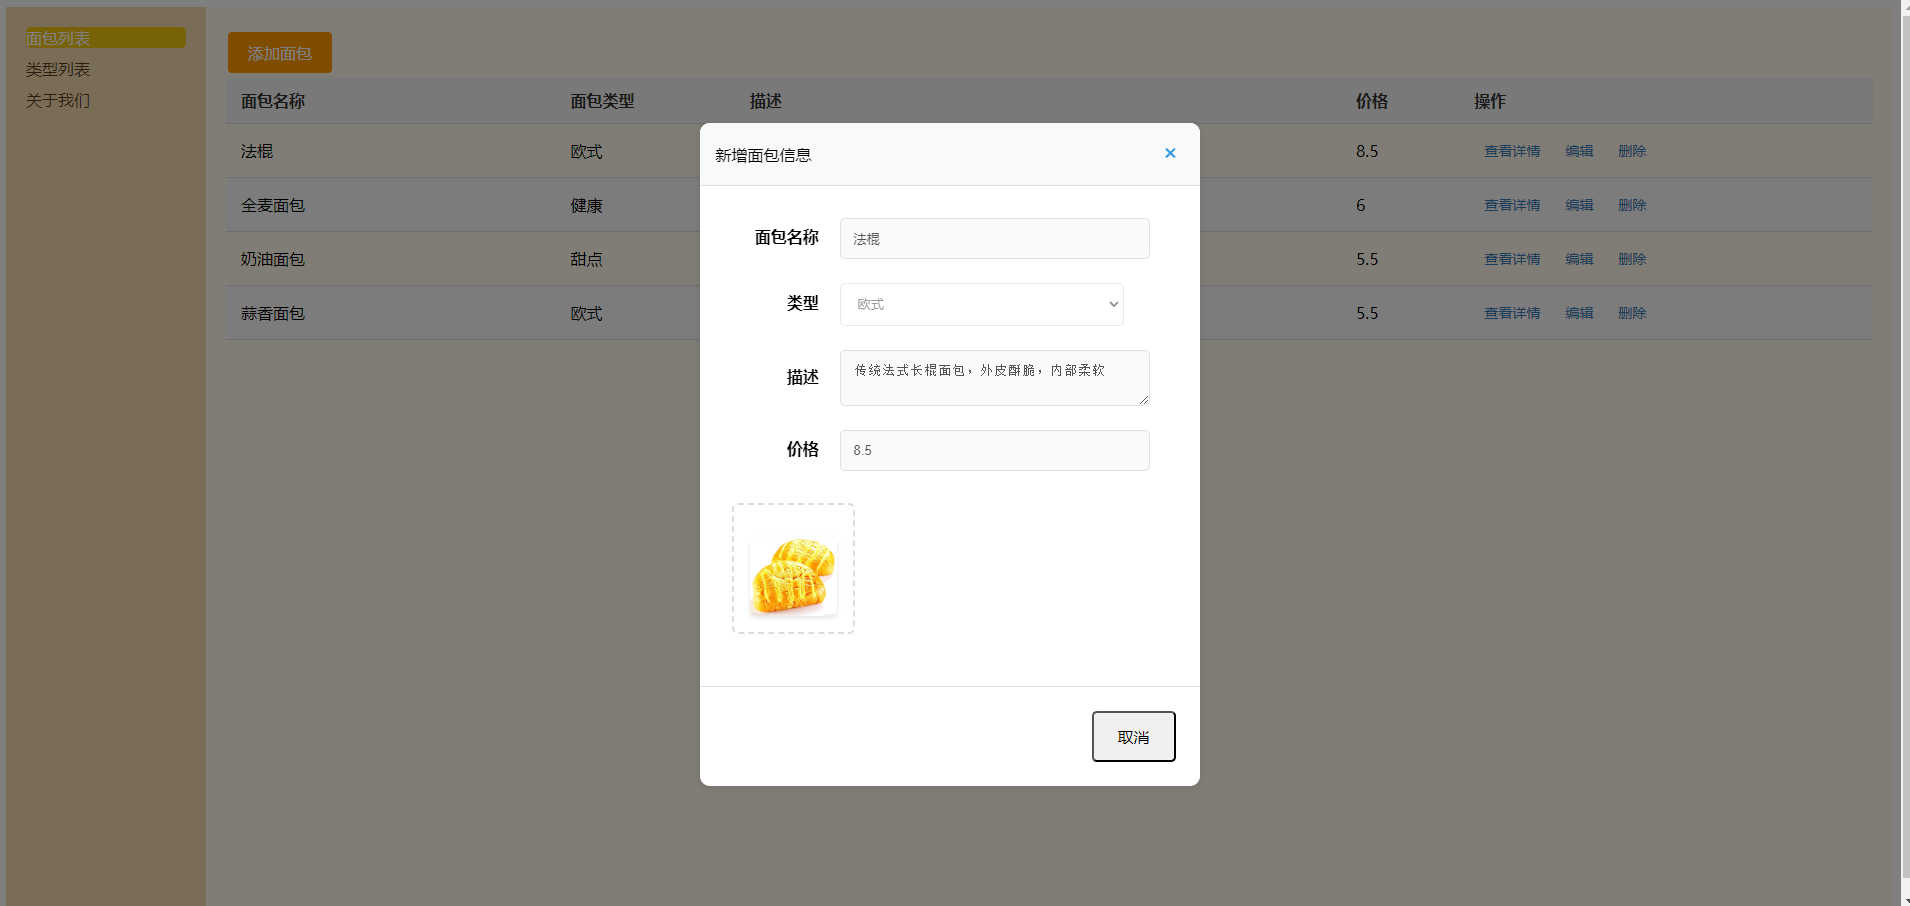 面包列表
类型列表
关于我们
添加面包
面包名称 面包类型 描述 价格 操作
法棍 欧式 8.5 查看详情 编辑 删除
全麦面包 健康 6 查看详情 编辑 删除
奶油面包 甜点 5.5 查看详情 编辑 删除
蒜香面包 欧式 5.5 查看详情 编辑 删除
新增面包信息 ×
面包名称 法棍
类型 欧式
描述 传统法式长棍面包，外皮酥脆，内部柔软
价格 8.5
取消